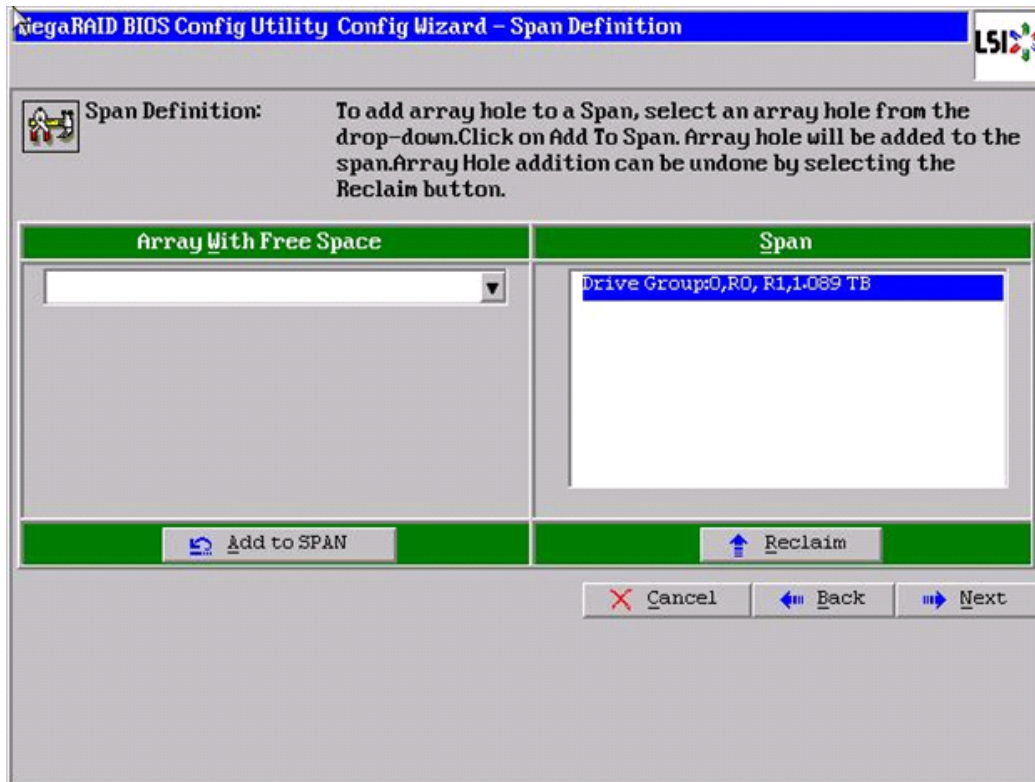 MegaRAID BIOS Config Utility Config Wizard – Span Definition
LSI
Span Definition:
To add array hole to a Span, select an array hole from the
drop-down.Click on Add To Span. Array hole will be added to the
span.Array Hole addition can be undone by selecting the
Reclaim button.
Array With Free Space
Span
Drive Group:0,R0, R1,1.089 TB
Add to SPAN
Reclaim
Cancel
Back
Next